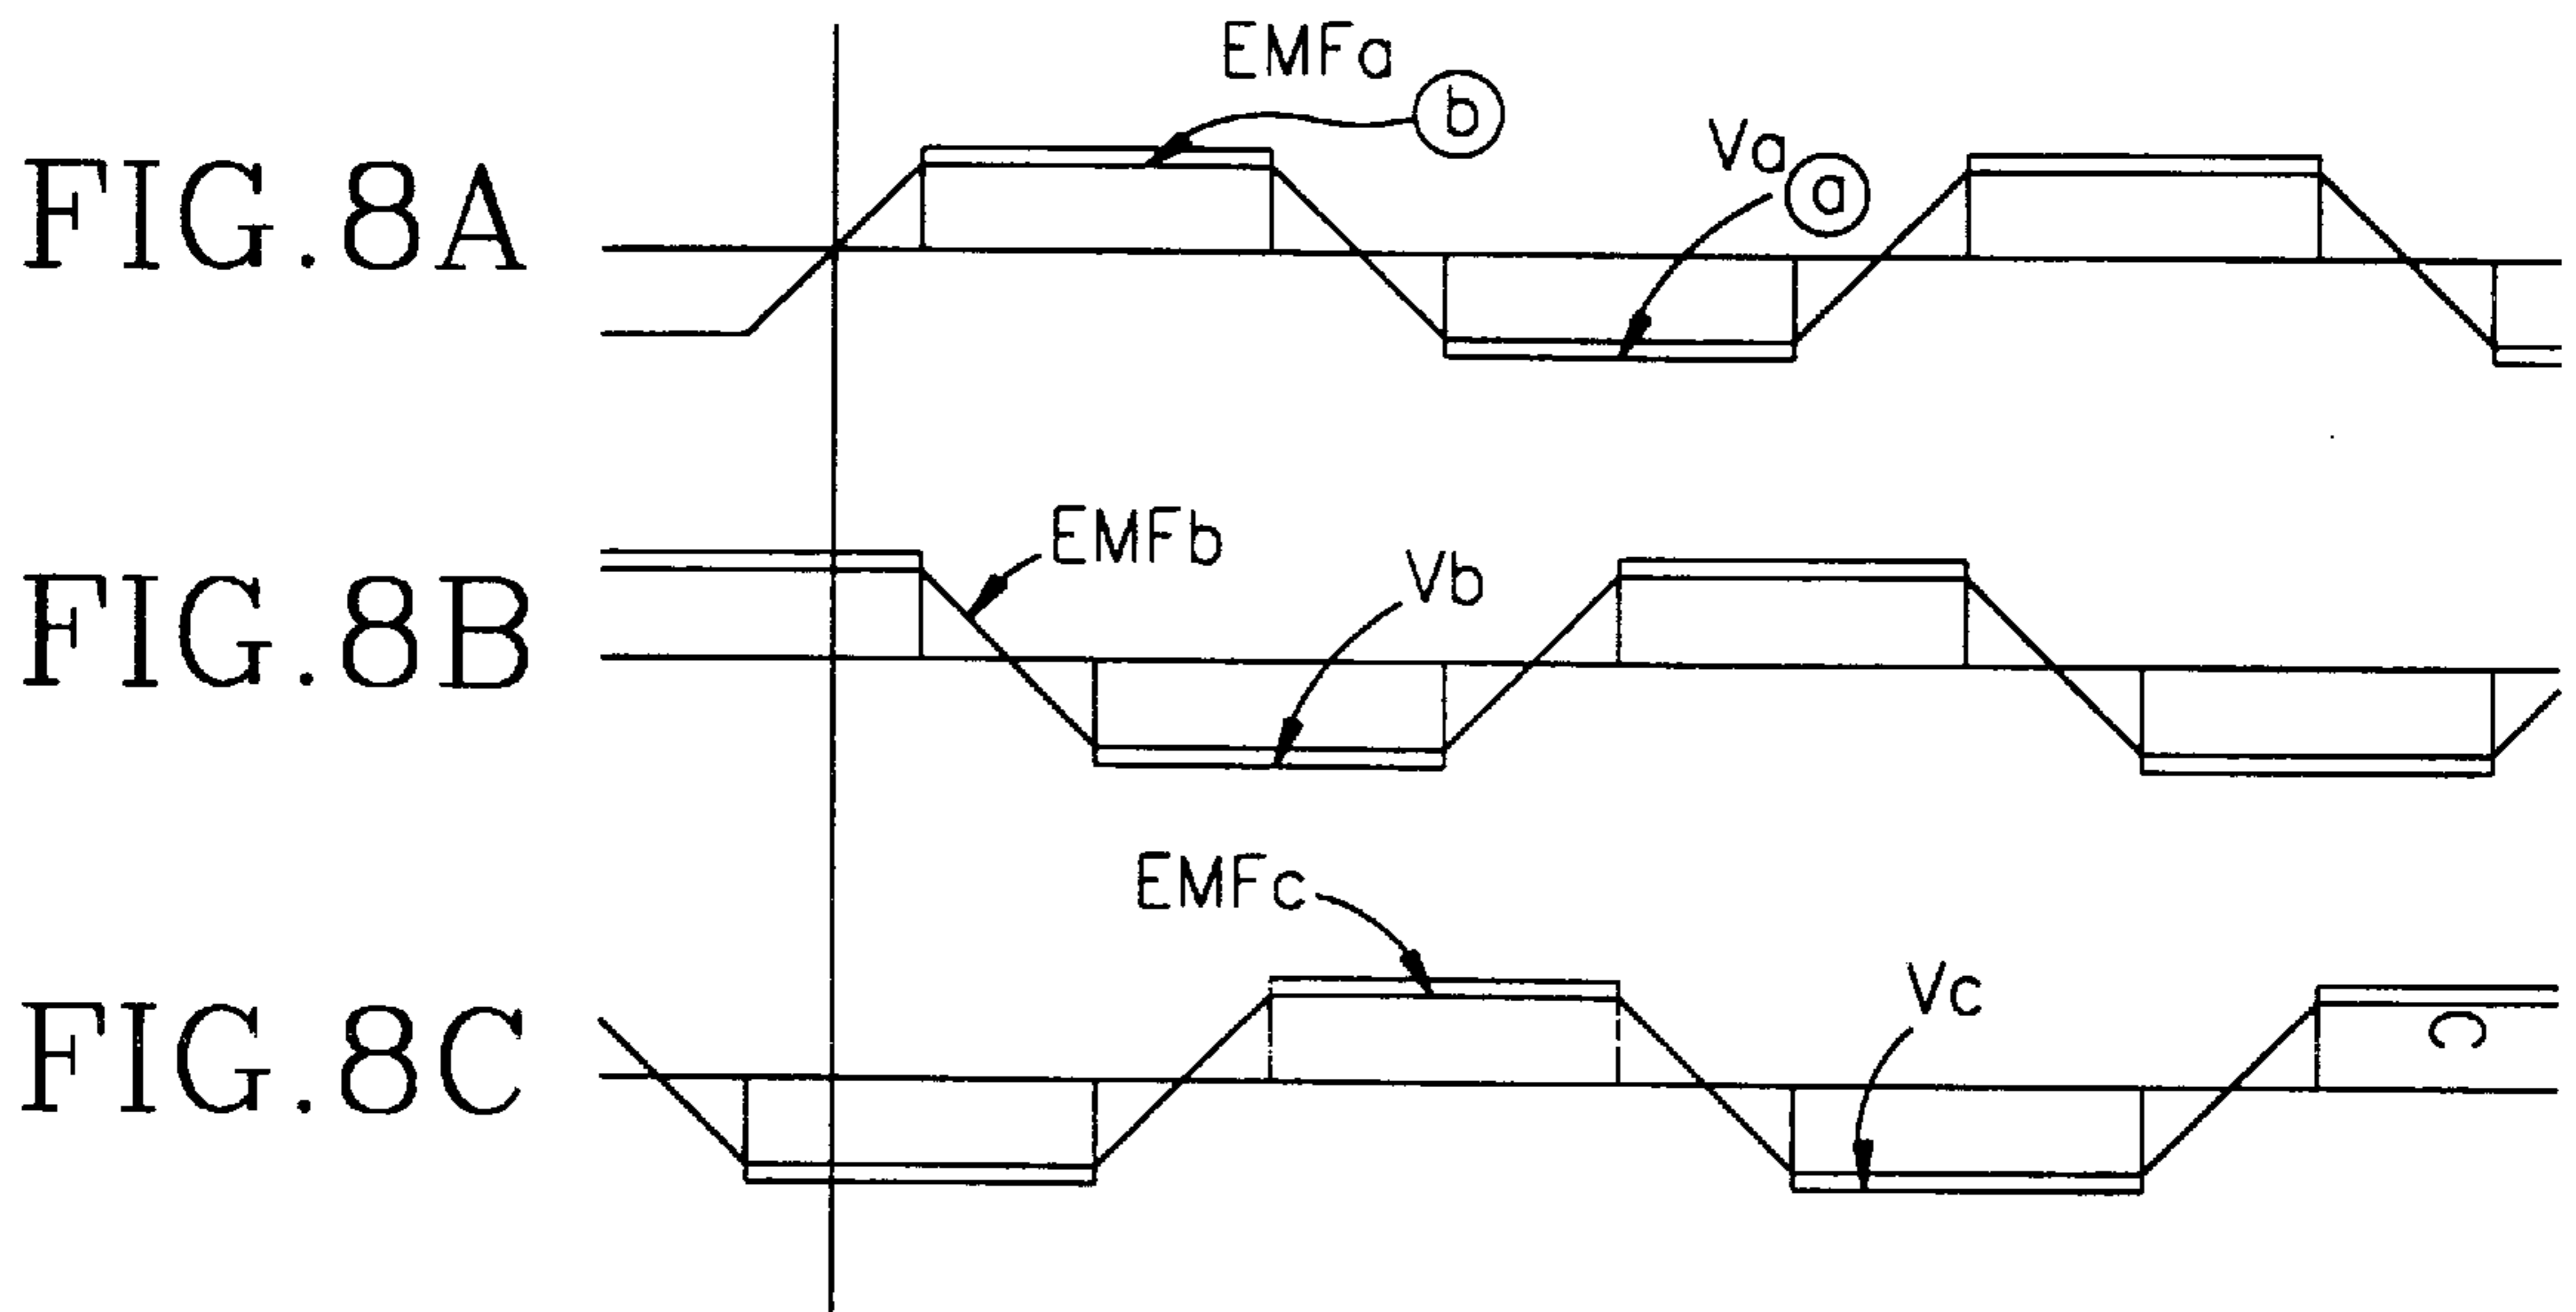 FIG.8A
EMFa
ⓑ
Va ⓐ
FIG.8B
EMFb
Vb
FIG.8C
EMFc
Vc
C